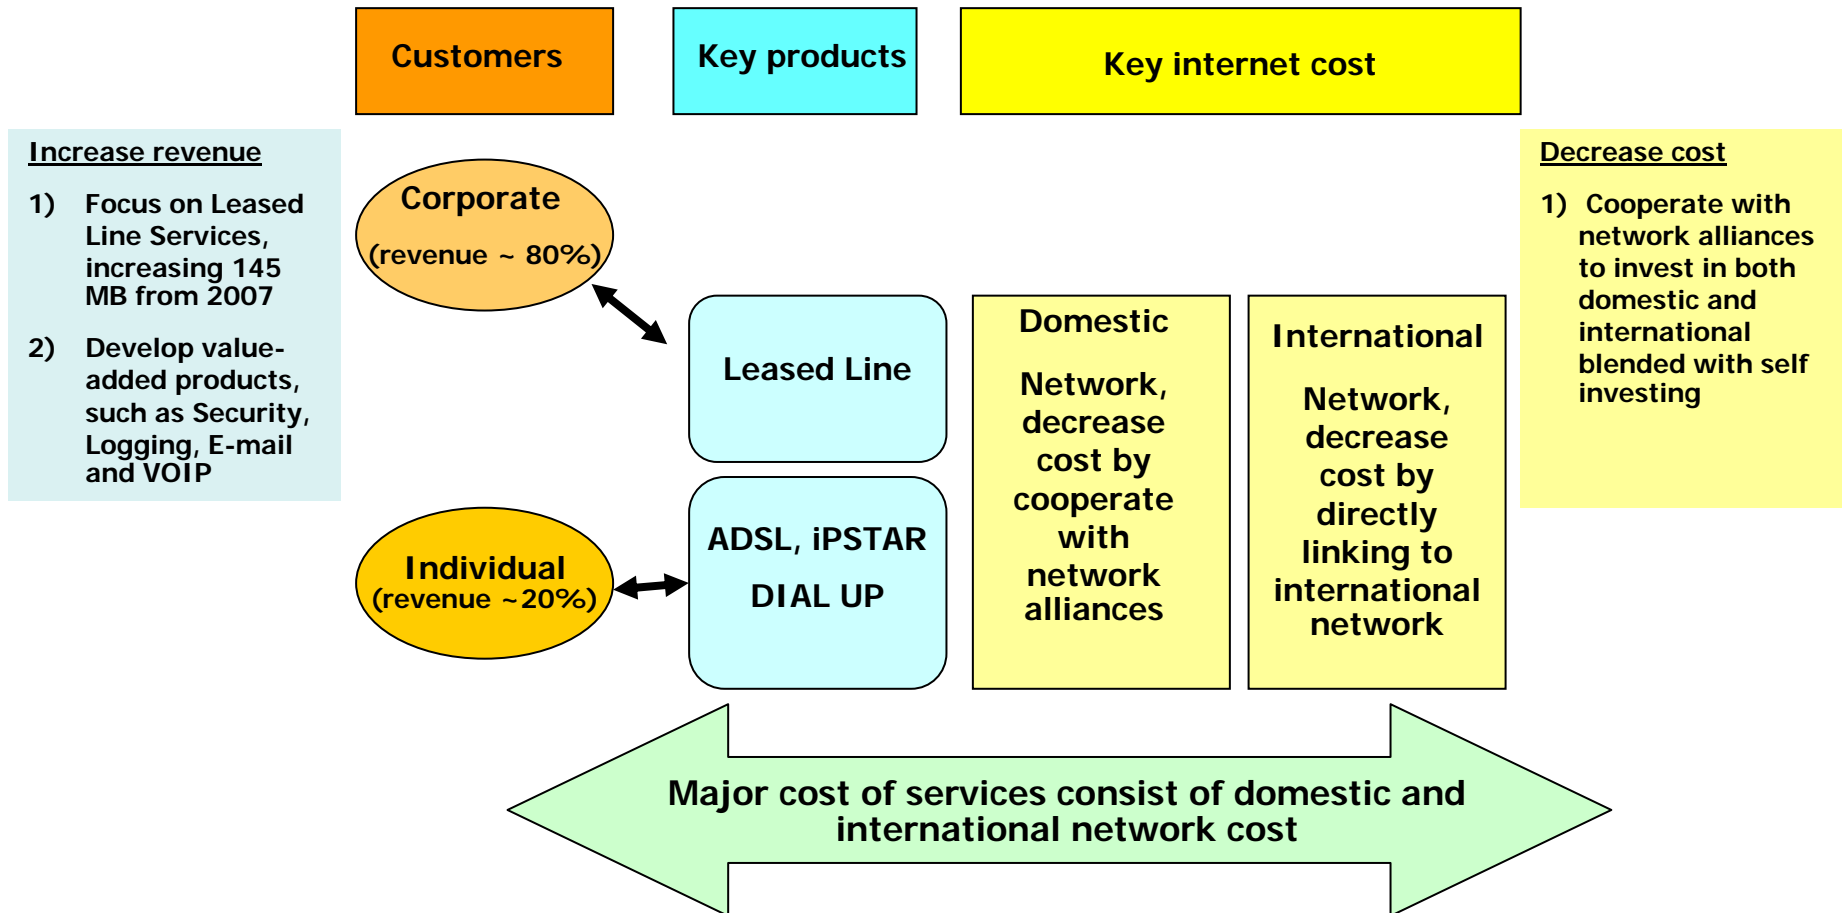 Customers
Key products
Key internet cost
Increase revenue
1) Focus on Leased
Line Services,
increasing 145
MB from 2007
2) Develop value-
added products,
such as Security,
Logging, E-mail
and VOIP
Corporate
(revenue ~ 80%)
Individual
(revenue ~20%)
Leased Line
ADSL, iPSTAR
DIAL UP
Domestic
Network,
decrease
cost by
cooperate
with
network
alliances
International
Network,
decrease
cost by
directly
linking to
international
network
Decrease cost
1) Cooperate with
network alliances
to invest in both
domestic and
international
blended with self
investing
Major cost of services consist of domestic and
international network cost